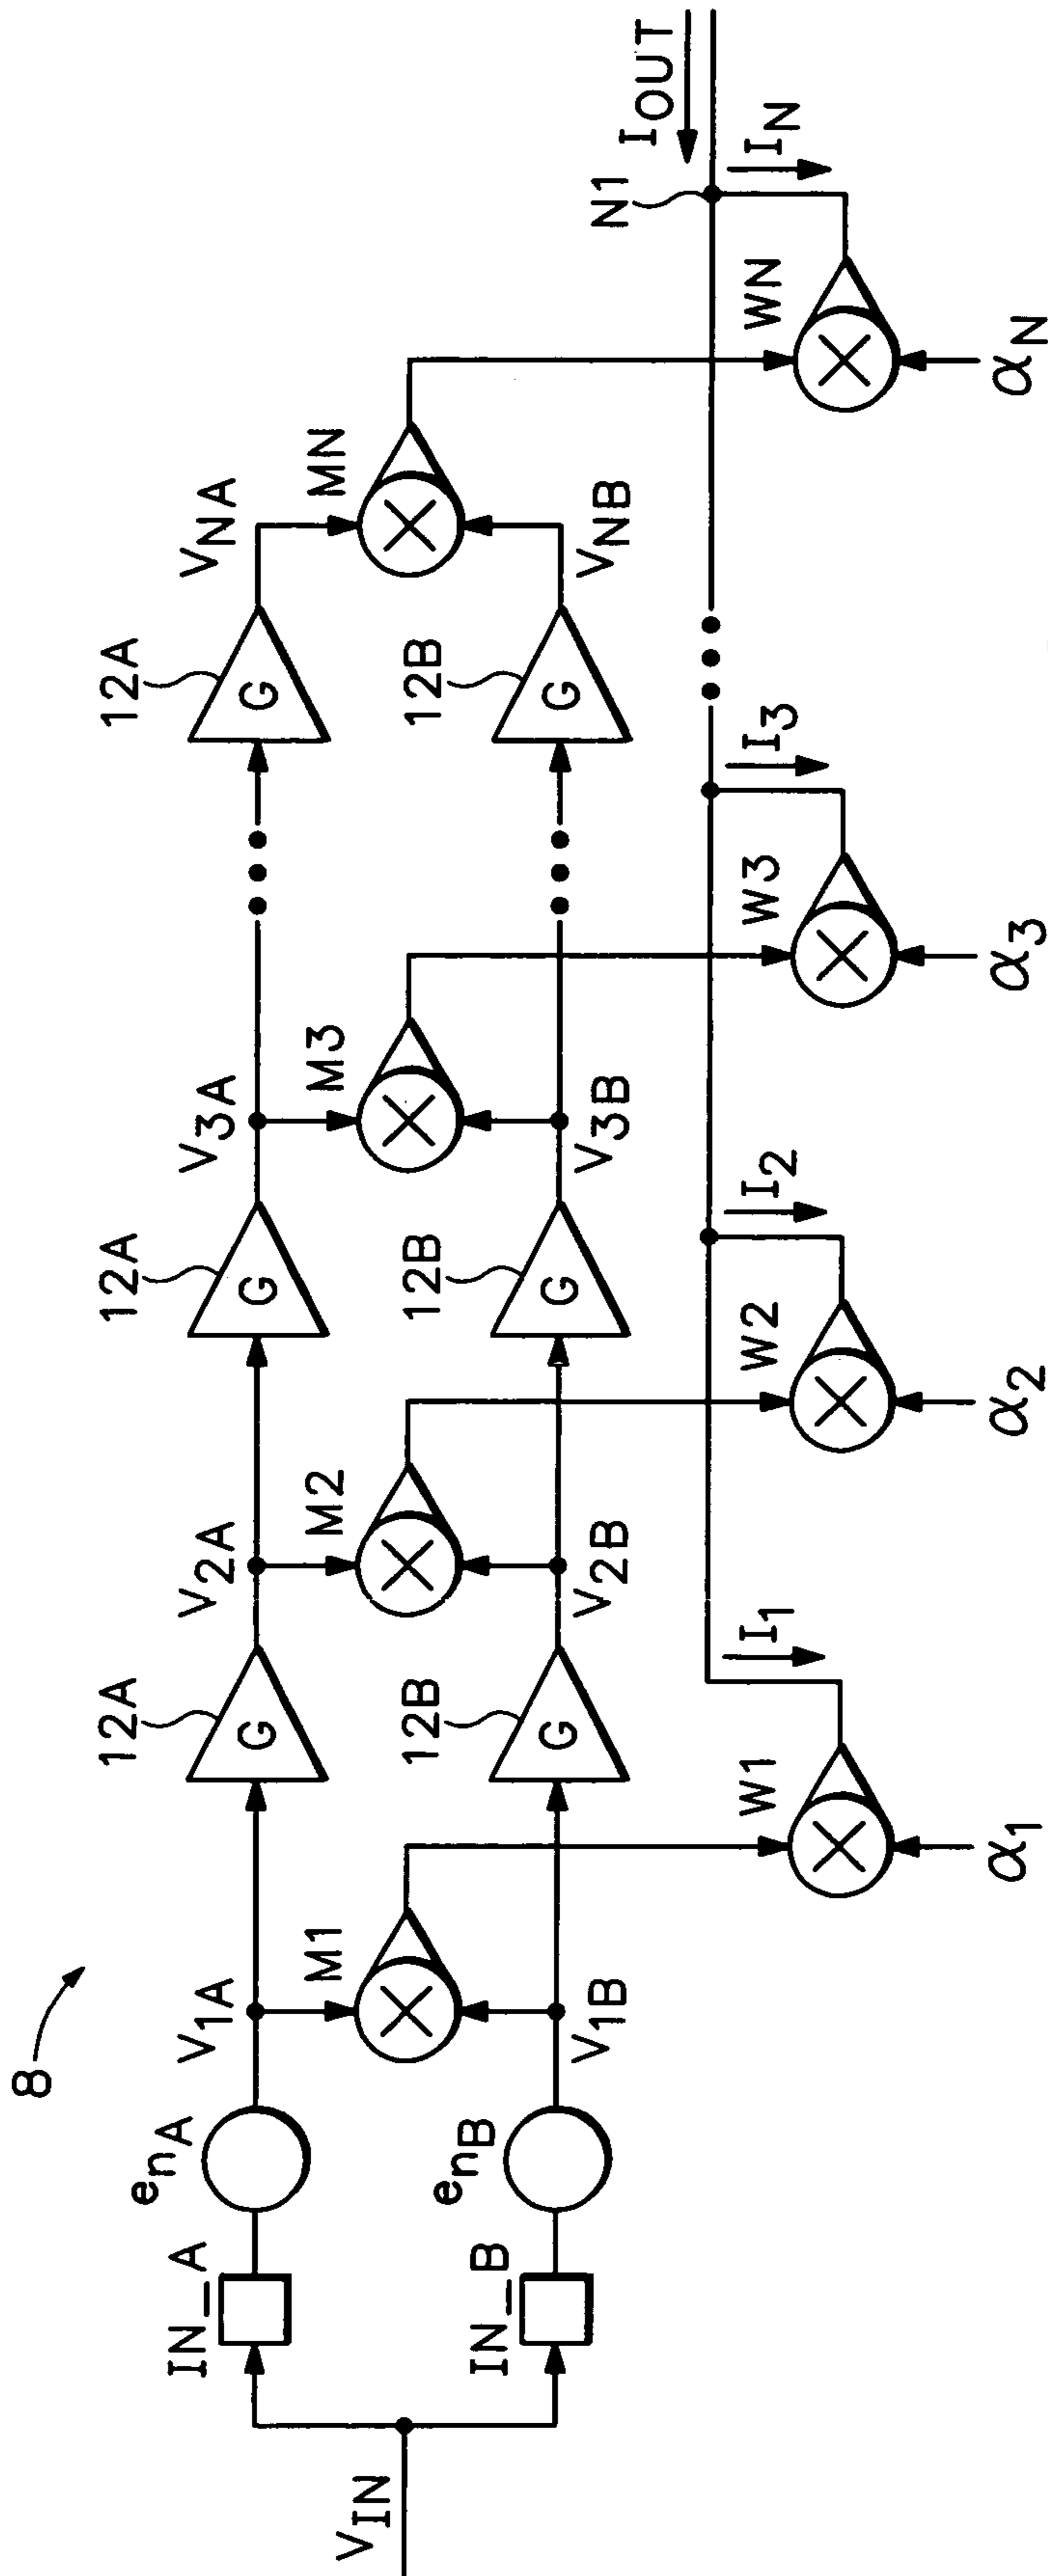 8
12A
12A
12A
V_IN
IN_A
e_nA
V_1A
V_2A
V_3A
V_NA
M1
M2
M3
MN
G
G
G
12B
12B
12B
IN_B
e_nB
V_1B
V_2B
V_3B
V_NB
G
G
G
N1
I_OUT
W1
I_1
W2
I_2
W3
I_3
WN
I_N
α_1
α_2
α_3
α_N